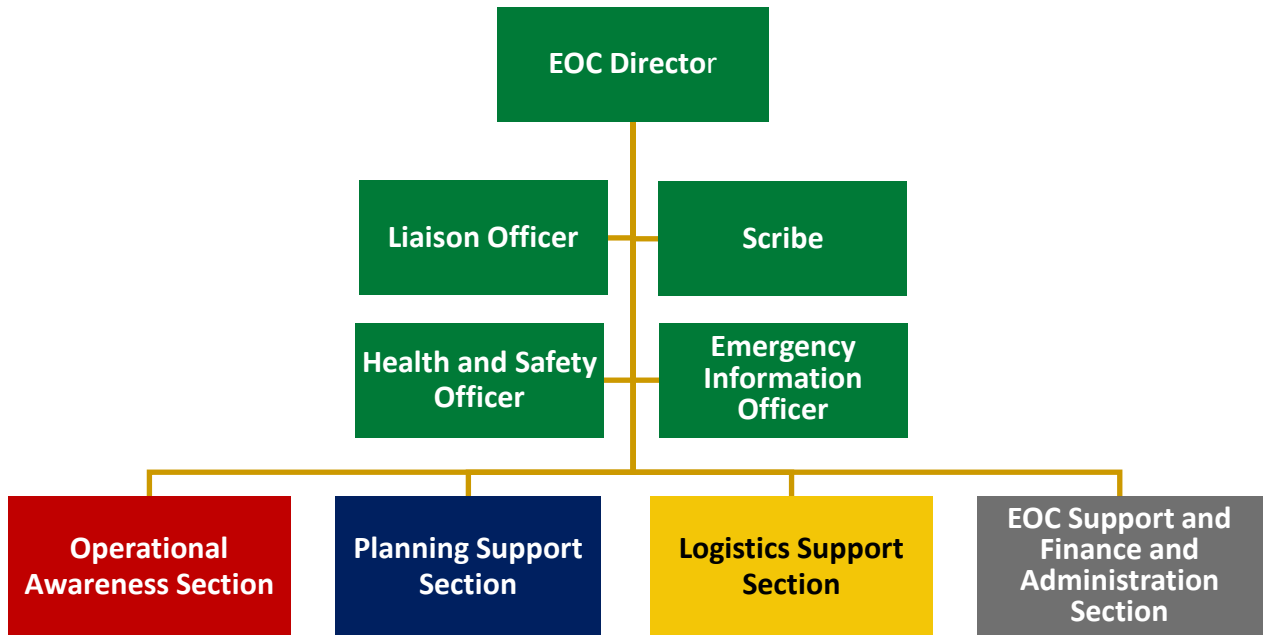 EOC Director
Liaison Officer
Scribe
Health and Safety
Officer
Emergency
Information
Officer
Operational
Awareness Section
Planning Support
Section
Logistics Support
Section
EOC Support and
Finance and
Administration
Section